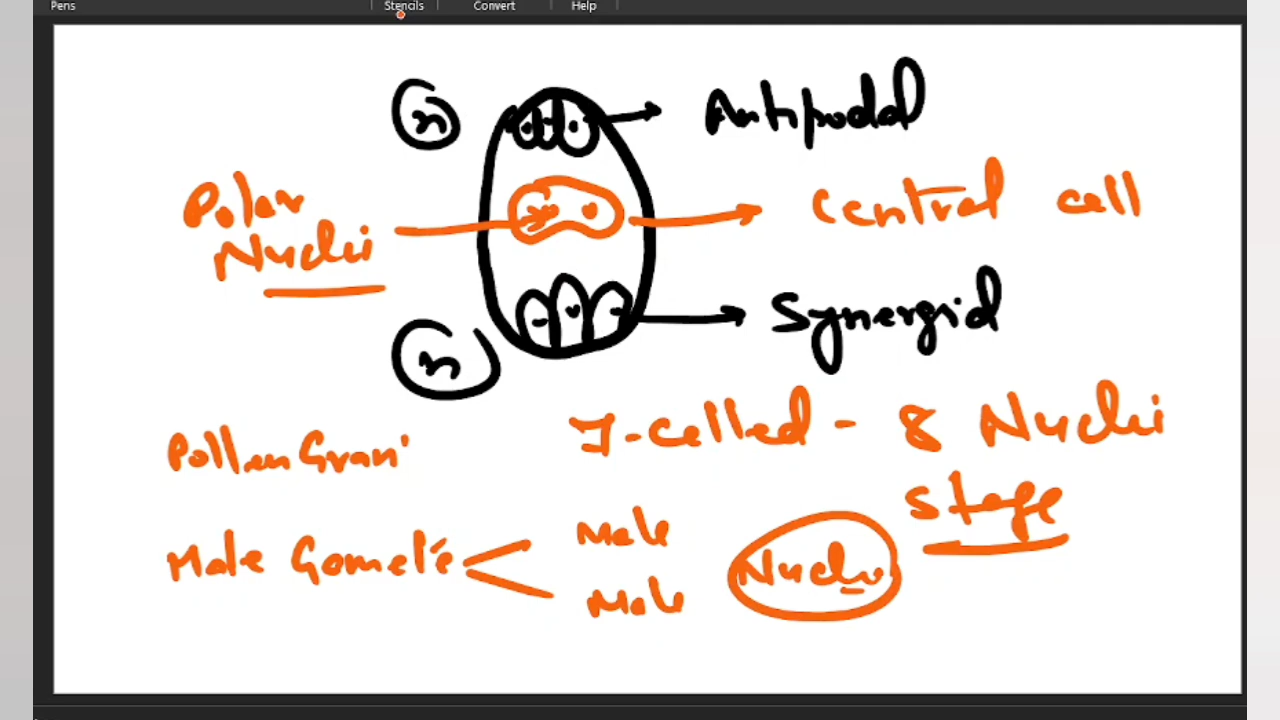 Pens Stencils Convert Help
n
Antipodal
Polar
Nuclei
Central cell
Synergid
n
7-celled - 8 Nuclei
Stage
Pollen Grain
Male Gamete
Male
Male
Nuclei